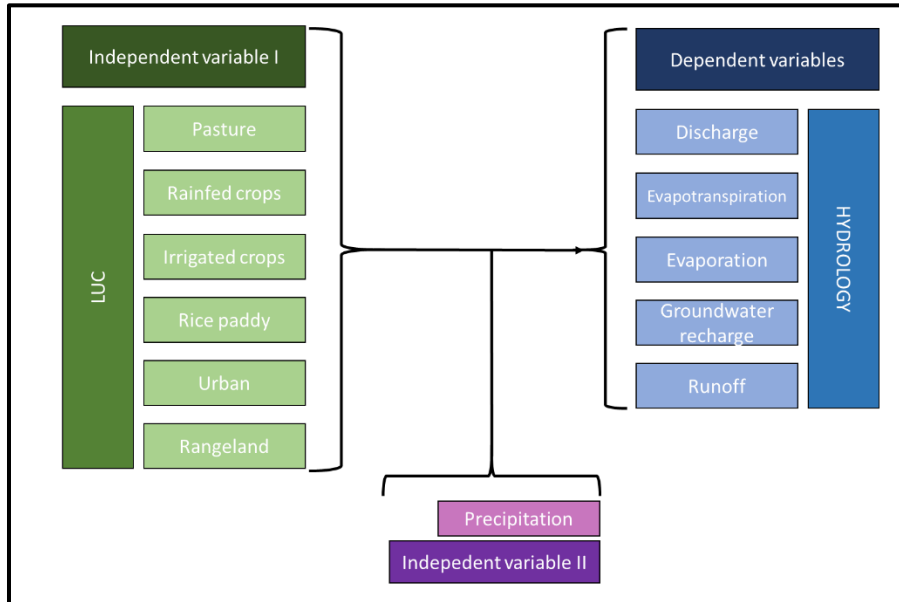 Independent variable I
LUC
Pasture
Rainfed crops
Irrigated crops
Rice paddy
Urban
Rangeland
Dependent variables
Discharge
Evapotranspiration
Evaporation
Groundwater
recharge
Runoff
HYDROLOGY
Precipitation
Indepedent variable II